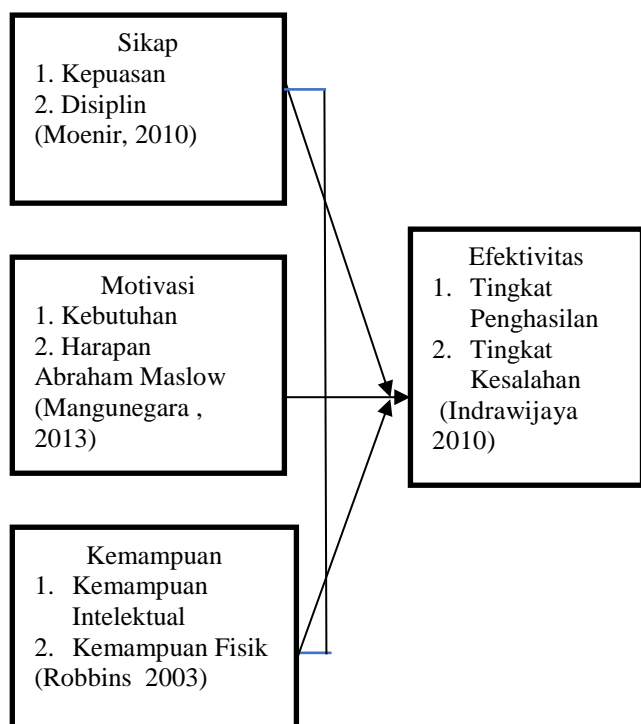 Sikap
1. Kepuasan
2. Disiplin
(Moenir, 2010)
Motivasi
1. Kebutuhan
2. Harapan
Abraham Maslow
(Mangunegara ,
2013)
Kemampuan
1. Kemampuan
Intelektual
2. Kemampuan Fisik
(Robbins 2003)
Efektivitas
1. Tingkat
Penghasilan
2. Tingkat
Kesalahan
(Indrawijaya
2010)